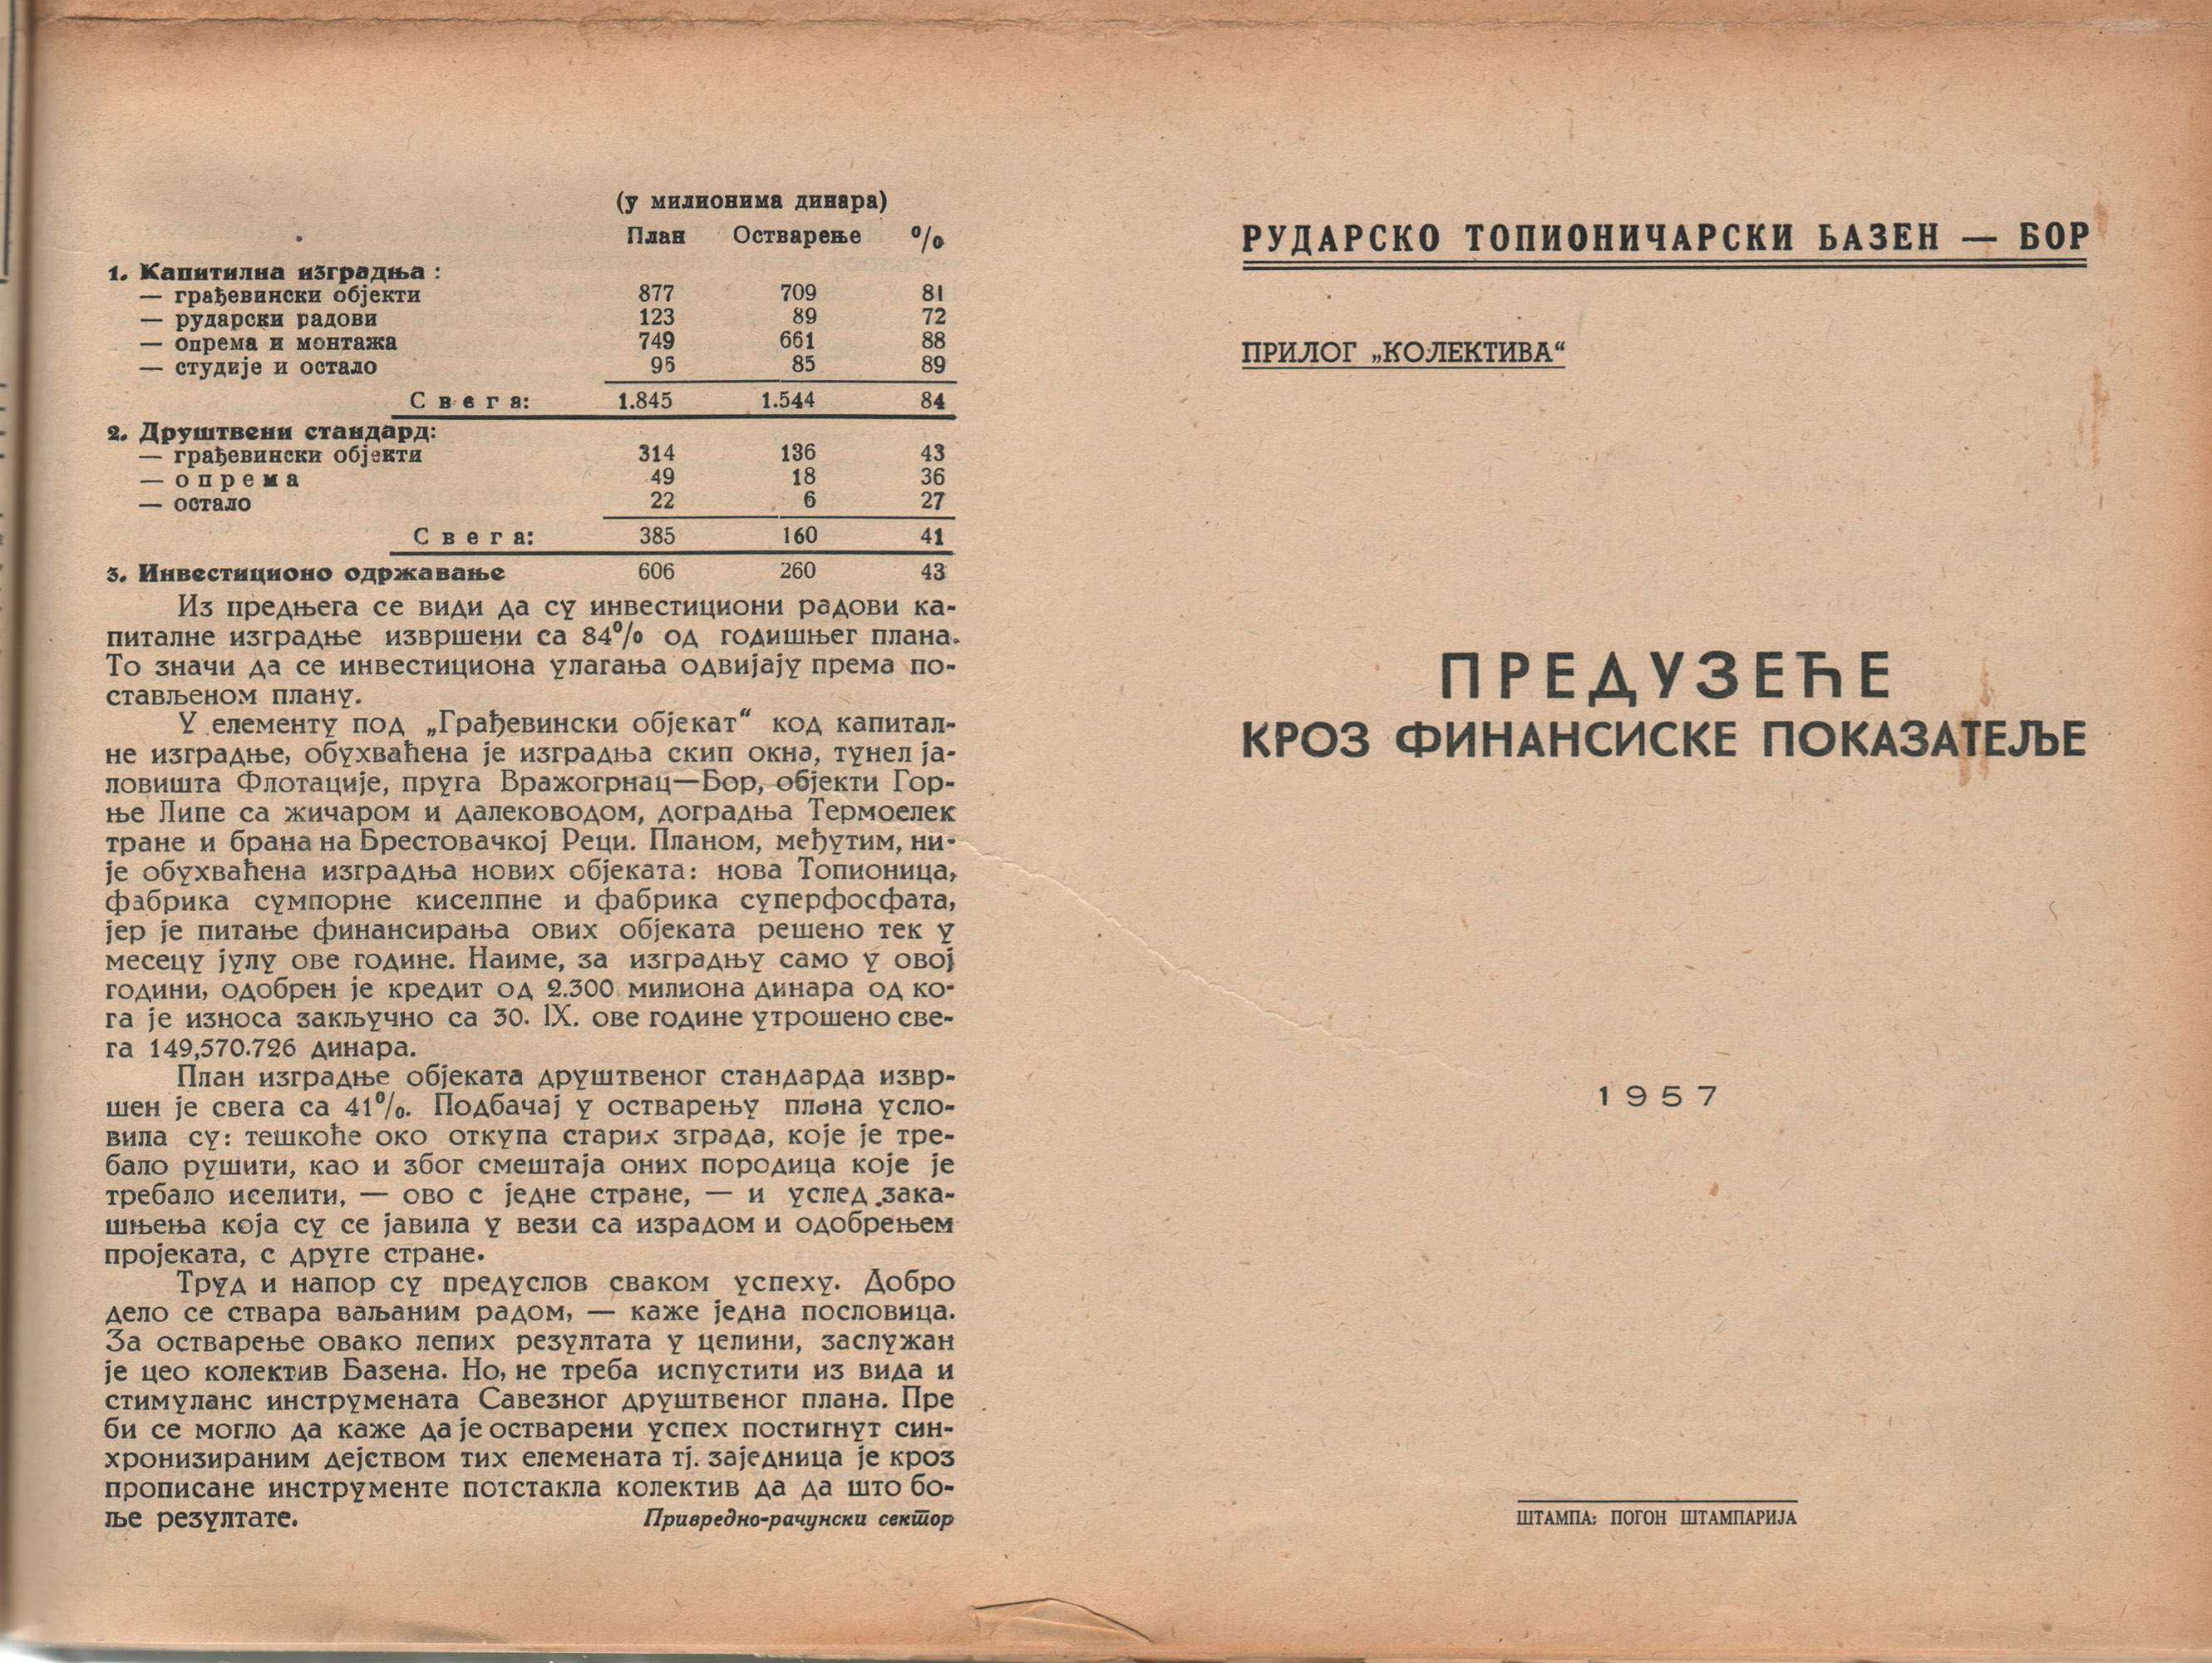 (у милионима динара)
План Остварење %
1. Капитилна изградња :
— грађевински објекти 877 709 81
— рударски радови 123 89 72
— опрема и монтажа 749 661 88
— студије и остало 96 85 89
Свега: 1.845 1.544 84
2. Друштвени стандард:
— грађевински објекти 314 136 43
— опрема 49 18 36
— остало 22 6 27
Свега: 385 160 41
3. Инвестиционо одржавање 606 260 43
Из предњега се види да су инвестициони радови ка-
питалне изградње извршени са 84% од годишњег плана.
То значи да се инвестициона улагања одвијају према по-
стављеном плану.
У елементу под „Грађевински објекат“ код капитал-
не изградње, обухваћена је изградња скип окна, тунел ја-
ловишта Флотације, пруга Вражогрнац—Бор, објекти Гор-
ње Липе са жичаром и далеководом, доградња Термоелек
тране и брана на Брестовачкој Реци. Планом, међутим, ни-
је обухваћена изградња нових објеката: нова Топионица,
фабрика сумпорне киселпне и фабрика суперфосфата,
јер је питање финансирања ових објеката решено тек у
месецу јулу ове године. Наиме, за изградњу само у овој
години, одобрен је кредит од 2.300 милиона динара од ко-
га је износа закључно са 30. IX. ове године утрошено све-
га 149,570.726 динара.
План изградње објеката друштвеног стандарда извр-
шен је свега са 41%. Подбачај у остварењу плана усло-
вила су: тешкоће око откупа старих зграда, које је тре-
бало рушити, као и због смештаја оних породица које је
требало иселити, — ово с једне стране, — и услед зака-
шњења која су се јавила у вези са израдом и одобрењем
пројеката, с друге стране.
Труд и напор су предуслов сваком успеху. Добро
дело се ствара ваљаним радом, — каже једна пословица.
За остварење овако лепих резултата у целини, заслужан
је цео колектив Базена. Но, не треба испустити из вида и
стимуланс инструмената Савезног друштвеног плана. Пре
би се могло да каже да је остварени успех постигнут син-
хронизираним дејством тих елемената тј. заједница је кроз
прописане инструменте потстакла колектив да да што бо-
ље резултате. Привредно-рачунски сектор
РУДАРСКО ТОПИОНИЧАРСКИ БАЗЕН — БОР
ПРИЛОГ „КОЛЕКТИВА“
ПРЕДУЗЕЋЕ
КРОЗ ФИНАНСИСКЕ ПОКАЗАТЕЉЕ
1957
ШТАМПА: ПОГОН ШТАМПАРИЈА